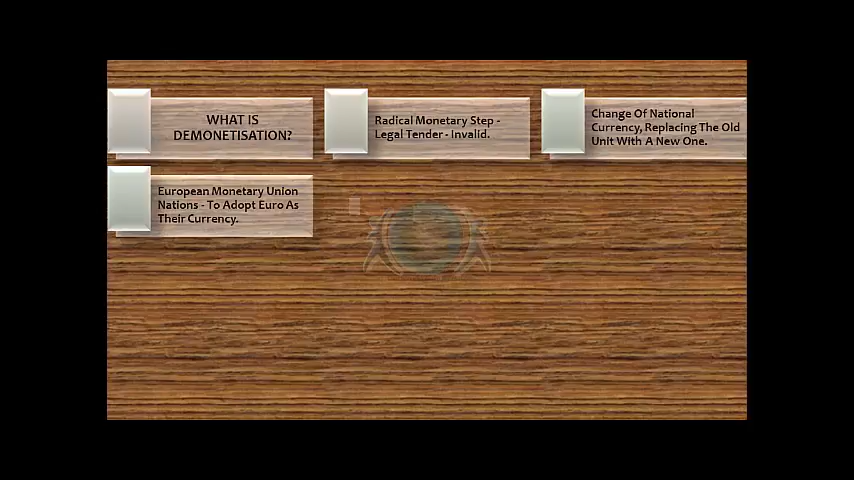 WHAT IS
DEMONETISATION?
Radical Monetary Step -
Legal Tender - Invalid.
Change Of National
Currency, Replacing The Old
Unit With A New One.
European Monetary Union
Nations - To Adopt Euro As
Their Currency.